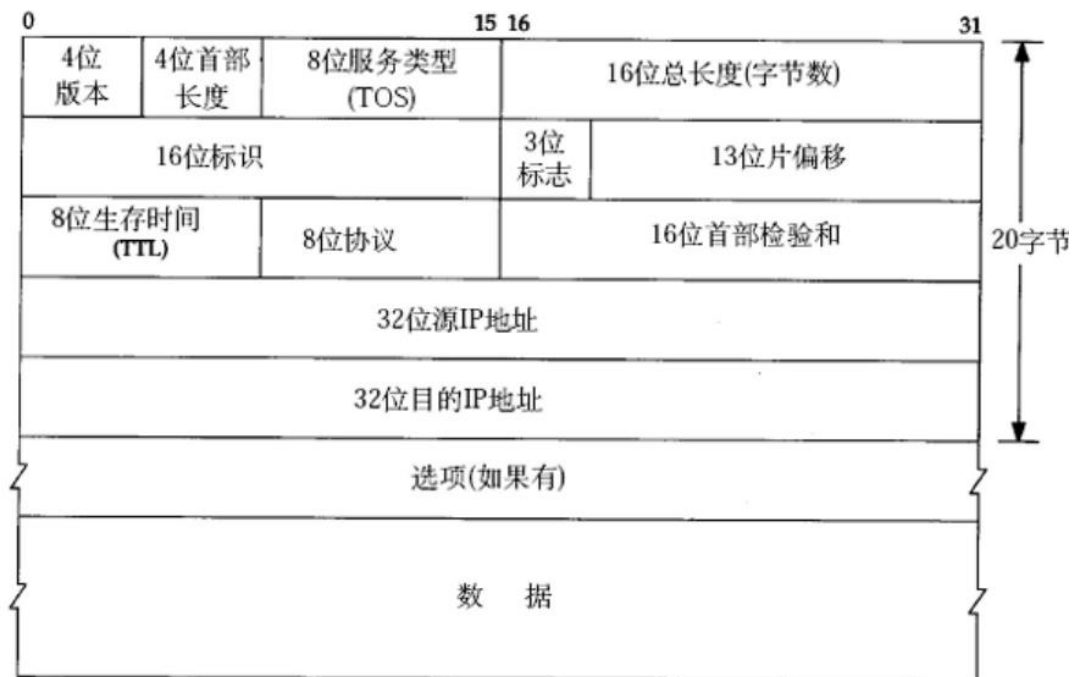 0 15 16 31
4位 4位首部 8位服务类型 16位总长度(字节数)
版本 长度 (TOS)
16位标识 3位 13位片偏移
标志
8位生存时间 8位协议 16位首部检验和 20字节
(TTL)
32位源IP地址
32位目的IP地址
选项(如果有)
数 据